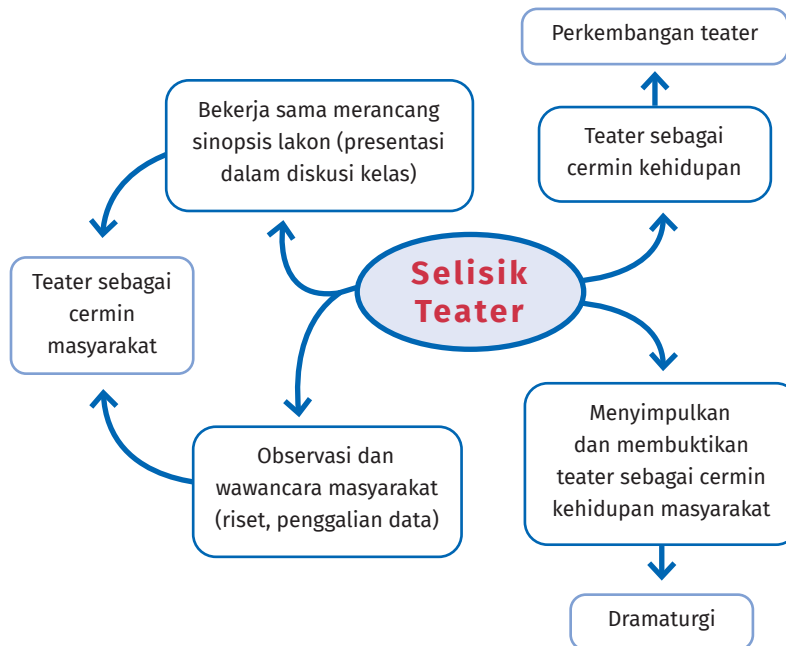 Perkembangan teater
Bekerja sama merancang
sinopsis lakon (presentasi
dalam diskusi kelas)
Teater sebagai
cermin kehidupan
Selisik
Teater
Teater sebagai
cermin
masyarakat
Observasi dan
wawancara masyarakat
(riset, penggalian data)
Menyimpulkan
dan membuktikan
teater sebagai cermin
kehidupan masyarakat
Dramaturgi